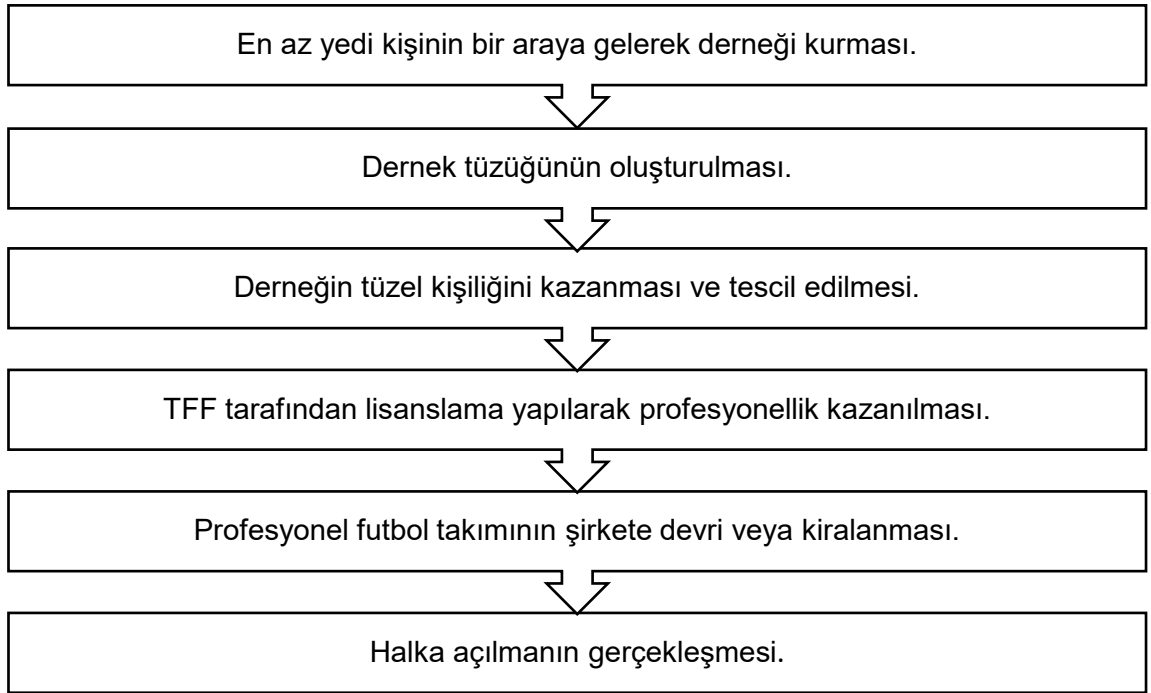 En az yedi kişinin bir araya gelerek derneği kurması.
Dernek tüzüğünün oluşturulması.
Derneğin tüzel kişiliğini kazanması ve tescil edilmesi.
TFF tarafından lisanslama yapılarak profesyonellik kazanılması.
Profesyonel futbol takımının şirkete devri veya kiralanması.
Halka açılmanın gerçekleşmesi.